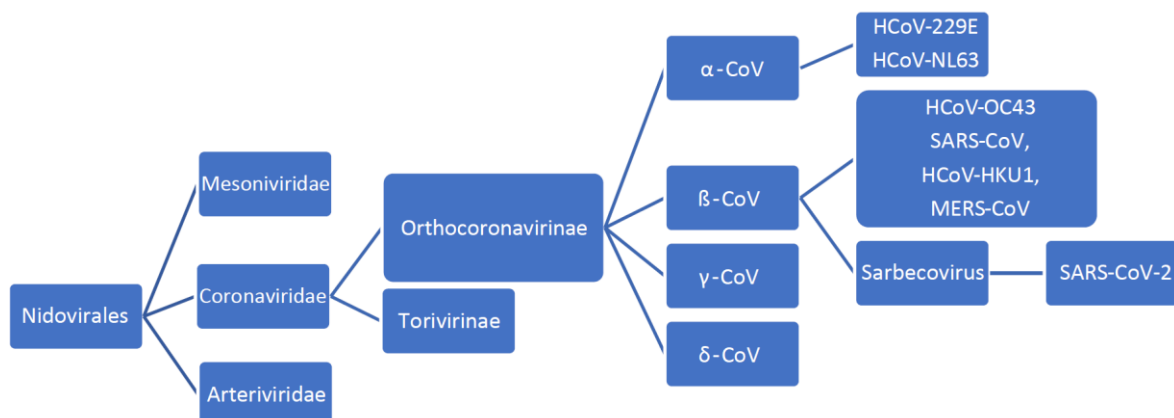 Nidovirales
Mesoniviridae
Coronaviridae
Arteriviridae
Orthocoronavirinae
Torivirinae
α-CoV
ß-CoV
γ-CoV
δ-CoV
HCoV-229E
HCoV-NL63
HCoV-OC43
SARS-CoV,
HCoV-HKU1,
MERS-CoV
Sarbecovirus
SARS-CoV-2